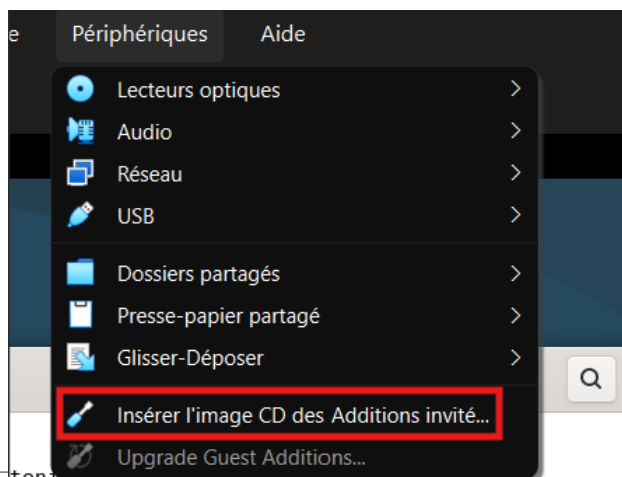 Périphériques Aide
Lecteurs optiques
Audio
Réseau
USB
Dossiers partagés
Presse-papier partagé
Glisser-Déposer
Insérer l'image CD des Additions invité...
Upgrade Guest Additions...